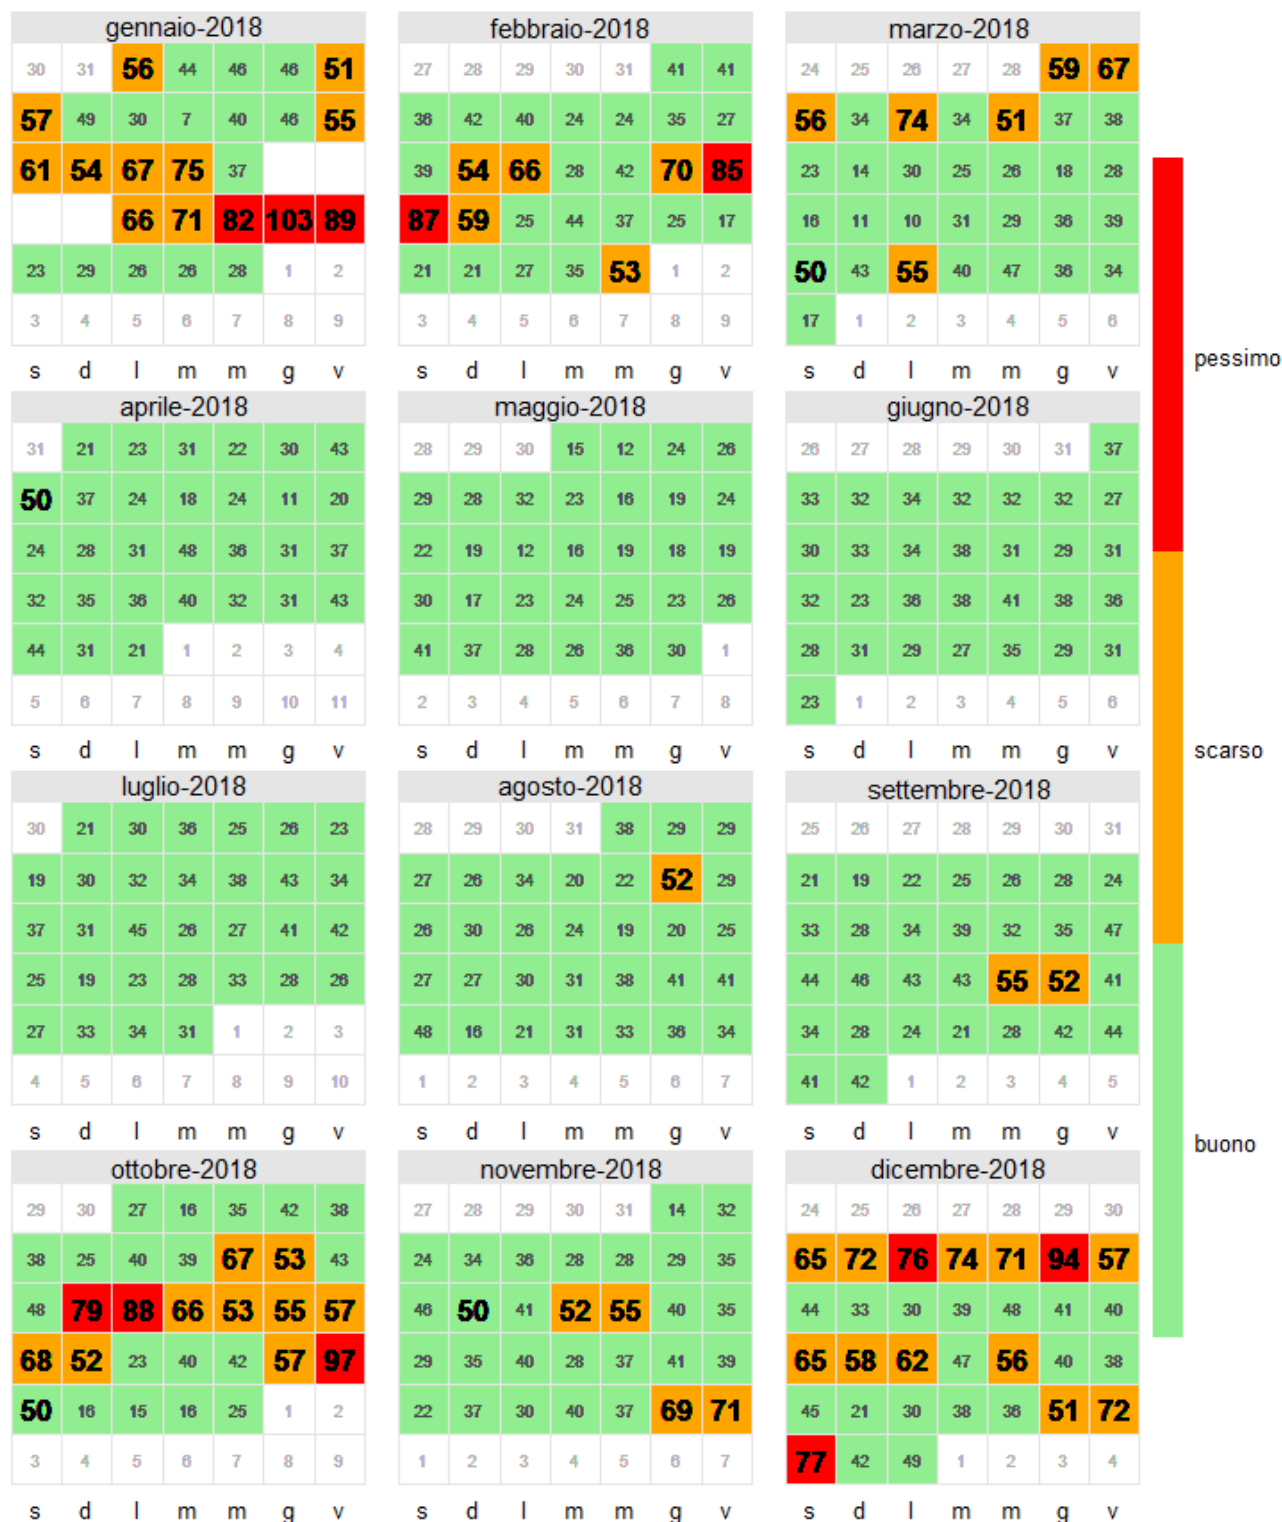 gennaio-2018 febbraio-2018 marzo-2018
30 31 56 44 46 46 51 27 28 29 30 31 41 41 24 25 26 27 28 59 67
57 49 30 7 40 46 55 36 42 40 24 24 35 27 56 34 74 34 51 37 38
61 54 67 75 37 39 54 66 28 42 70 85 23 14 30 25 26 18 28
66 71 82 103 89 87 59 25 44 37 25 17 16 11 10 31 29 36 39
23 29 26 26 28 1 2 21 21 27 35 53 1 2 50 43 55 40 47 36 34
3 4 5 6 7 8 9 3 4 5 6 7 8 9 17 1 2 3 4 5 6
s d l m m g v s d l m m g v s d l m m g v
pessimo
aprile-2018 maggio-2018 giugno-2018
31 21 23 31 22 30 43 28 29 30 15 12 24 26 26 27 28 29 30 31 37
50 37 24 18 24 11 20 29 28 32 23 16 19 24 33 32 34 32 32 32 27
24 28 31 48 36 31 37 22 19 12 16 19 18 19 30 33 34 38 31 29 31
32 35 36 40 32 31 43 30 17 23 24 25 23 26 32 23 36 38 41 38 36
44 31 21 1 2 3 4 41 37 28 26 36 30 1 28 31 29 27 35 29 31
5 6 7 8 9 10 11 2 3 4 5 6 7 8 23 1 2 3 4 5 6
s d l m m g v s d l m m g v s d l m m g v
scarso
luglio-2018 agosto-2018 settembre-2018
30 21 30 36 25 26 23 28 29 30 31 38 29 29 25 26 27 28 29 30 31
19 30 32 34 38 43 34 27 26 34 20 22 52 29 21 19 22 25 26 28 24
37 31 45 26 27 41 42 26 30 26 24 19 20 25 33 28 34 39 32 35 47
25 19 23 28 33 28 26 27 27 30 31 38 41 41 44 46 43 43 55 52 41
27 33 34 31 1 2 3 48 16 21 31 33 36 34 34 28 24 21 28 42 44
4 5 6 7 8 9 10 1 2 3 4 5 6 7 41 42 1 2 3 4 5
s d l m m g v s d l m m g v s d l m m g v
buono
ottobre-2018 novembre-2018 dicembre-2018
29 30 27 16 35 42 38 27 28 29 30 31 14 32 24 25 26 27 28 29 30
38 25 40 39 67 53 43 24 34 36 28 28 29 35 65 72 76 74 71 94 57
48 79 88 66 53 55 57 46 50 41 52 55 40 35 44 33 30 39 48 41 40
68 52 23 40 42 57 97 29 35 40 28 37 41 39 65 58 62 47 56 40 38
50 16 15 16 25 1 2 22 37 30 40 37 69 71 45 21 30 38 36 51 72
3 4 5 6 7 8 9 1 2 3 4 5 6 7 77 42 49 1 2 3 4
s d l m m g v s d l m m g v s d l m m g v